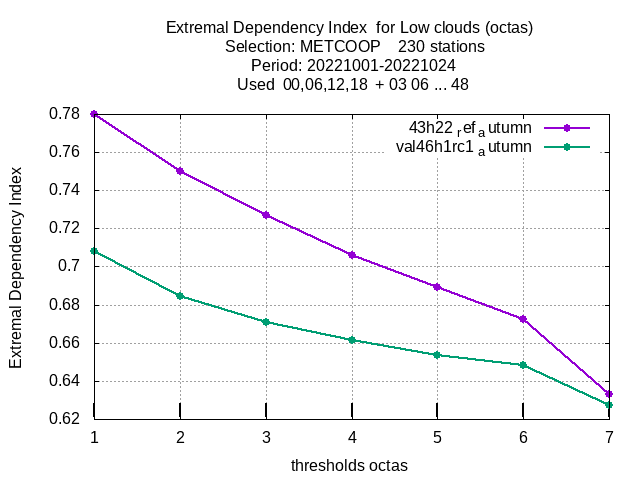 Extremal Dependency Index  for Low clouds (octas)
Selection: METCOOP    230 stations
Period: 20221001-20221024
Used  00,06,12,18  + 03 06 ... 48
43h22 ref autumn
val46h1rc1 autumn
Extremal Dependency Index
0.78
0.76
0.74
0.72
0.7
0.68
0.66
0.64
0.62
1 2 3 4 5 6 7
thresholds octas